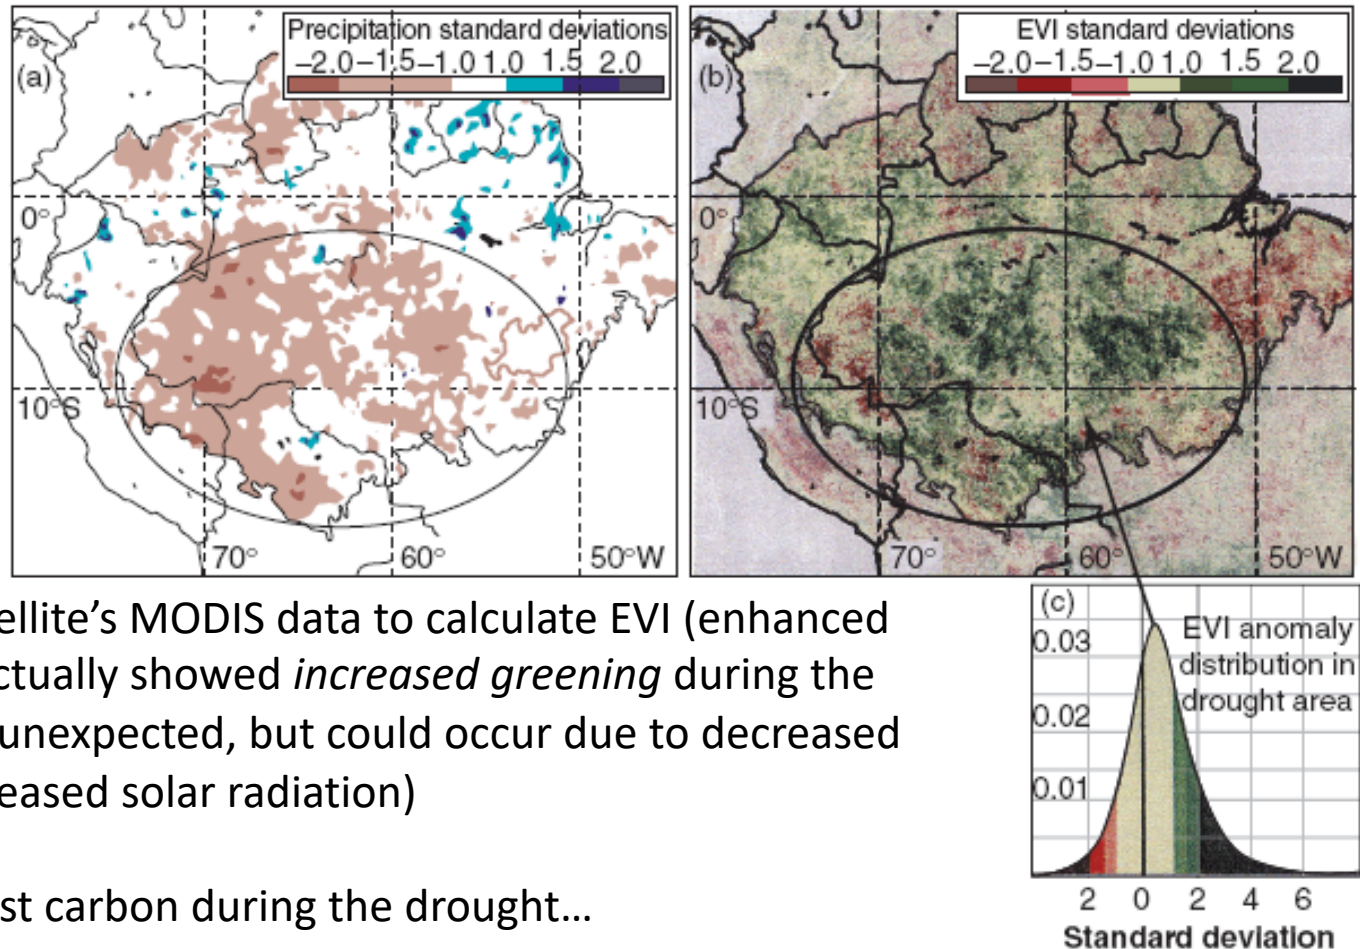 Precipitation standard deviations
−2.0−1.5−1.0 1.0 1.5 2.0
(a)
0°
10°S
70° 60° 50°W
EVI standard deviations
−2.0−1.5−1.0 1.0 1.5 2.0
(b)
0°
10°S
70° 60° 50°W
ellite’s MODIS data to calculate EVI (enhanced
ctually showed increased greening during the
unexpected, but could occur due to decreased
eased solar radiation)
st carbon during the drought…
(c)
EVI anomaly
distribution in
drought area
0.03
0.02
0.01
2 0 2 4 6
Standard deviation